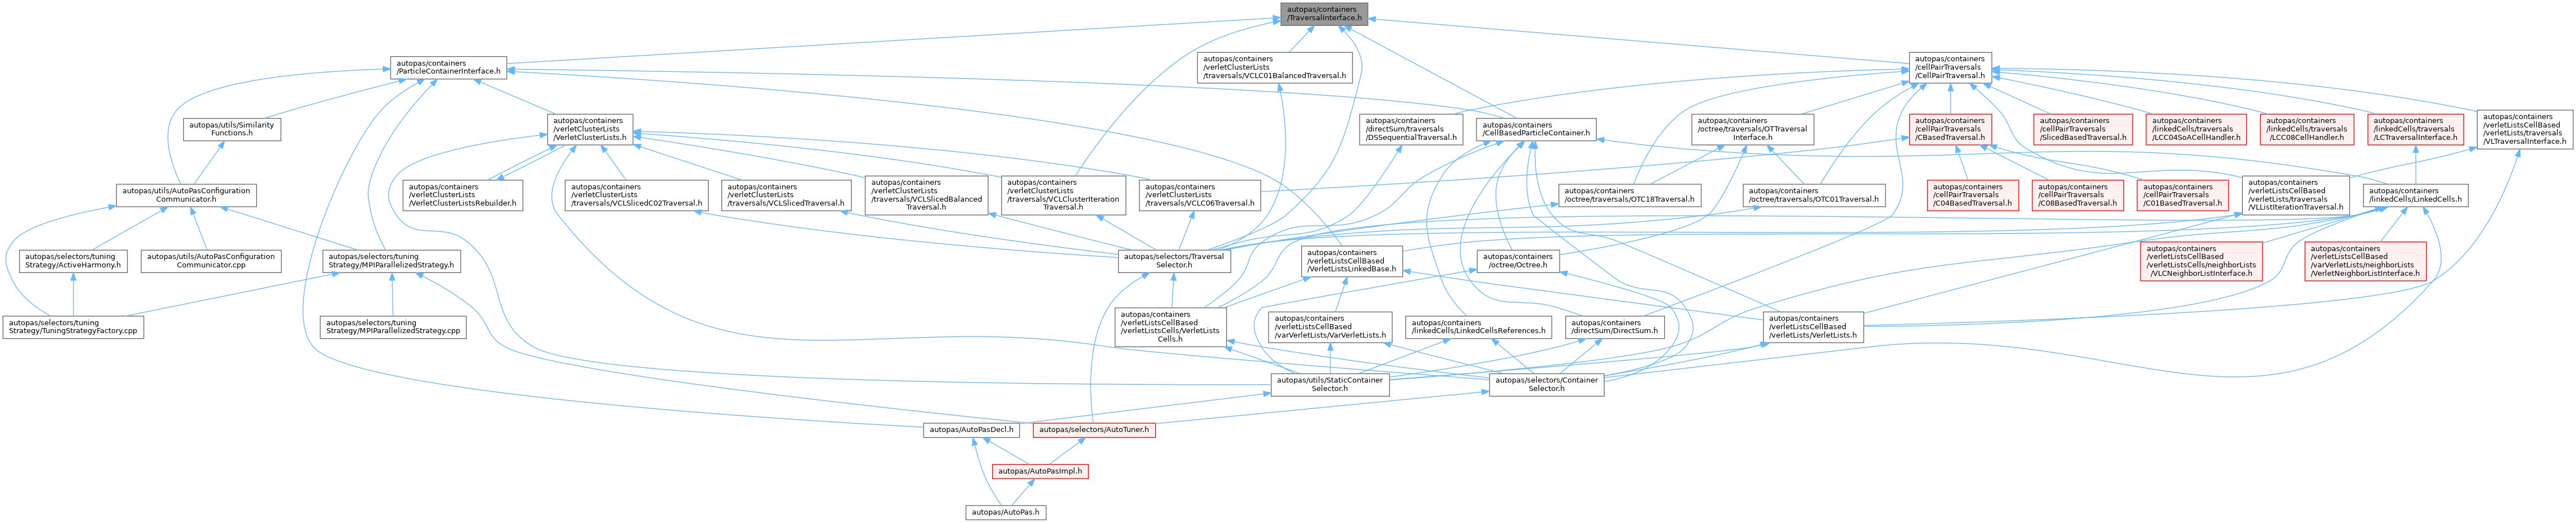 autopas/containers
/TraversalInterface.h
autopas/containers
/ParticleContainerInterface.h
autopas/containers
/verletClusterLists
/traversals/VCLC01BalancedTraversal.h
autopas/containers
/cellPairTraversals
/CellPairTraversal.h
autopas/utils/Similarity
Functions.h
autopas/containers
/verletClusterLists
/VerletClusterLists.h
autopas/containers
/directSum/traversals
/DSSequentialTraversal.h
autopas/containers
/CellBasedParticleContainer.h
autopas/containers
/octree/traversals/OTTraversal
Interface.h
autopas/containers
/cellPairTraversals
/CBasedTraversal.h
autopas/containers
/cellPairTraversals
/SlicedBasedTraversal.h
autopas/containers
/linkedCells/traversals
/LCC04SoACellHandler.h
autopas/containers
/linkedCells/traversals
/LCC08CellHandler.h
autopas/containers
/linkedCells/traversals
/LCTraversalInterface.h
autopas/containers
/verletListsCellBased
/verletLists/traversals
/VLTraversalInterface.h
autopas/utils/AutoPasConfiguration
Communicator.h
autopas/containers
/verletClusterLists
/VerletClusterListsRebuilder.h
autopas/containers
/verletClusterLists
/traversals/VCLSlicedC02Traversal.h
autopas/containers
/verletClusterLists
/traversals/VCLSlicedTraversal.h
autopas/containers
/verletClusterLists
/traversals/VCLSlicedBalanced
Traversal.h
autopas/containers
/verletClusterLists
/traversals/VCLClusterIteration
Traversal.h
autopas/containers
/verletClusterLists
/traversals/VCLC06Traversal.h
autopas/containers
/octree/traversals/OTC18Traversal.h
autopas/containers
/octree/traversals/OTC01Traversal.h
autopas/containers
/cellPairTraversals
/C04BasedTraversal.h
autopas/containers
/cellPairTraversals
/C08BasedTraversal.h
autopas/containers
/cellPairTraversals
/C01BasedTraversal.h
autopas/containers
/verletListsCellBased
/verletLists/traversals
/VLListIterationTraversal.h
autopas/containers
/linkedCells/LinkedCells.h
autopas/selectors/tuning
Strategy/ActiveHarmony.h
autopas/utils/AutoPasConfiguration
Communicator.cpp
autopas/selectors/tuning
Strategy/MPIParallelizedStrategy.h
autopas/selectors/Traversal
Selector.h
autopas/containers
/verletListsCellBased
/VerletListsLinkedBase.h
autopas/containers
/octree/Octree.h
autopas/containers
/verletListsCellBased
/verletListsCells/neighborLists
/VLCNeighborListInterface.h
autopas/containers
/verletListsCellBased
/varVerletLists/neighborLists
/VerletNeighborListInterface.h
autopas/selectors/tuning
Strategy/TuningStrategyFactory.cpp
autopas/selectors/tuning
Strategy/MPIParallelizedStrategy.cpp
autopas/containers
/verletListsCellBased
/verletListsCells/VerletLists
Cells.h
autopas/containers
/verletListsCellBased
/varVerletLists/VarVerletLists.h
autopas/containers
/linkedCells/LinkedCellsReferences.h
autopas/containers
/directSum/DirectSum.h
autopas/containers
/verletListsCellBased
/verletLists/VerletLists.h
autopas/utils/StaticContainer
Selector.h
autopas/selectors/Container
Selector.h
autopas/AutoPasDecl.h
autopas/selectors/AutoTuner.h
autopas/AutoPasImpl.h
autopas/AutoPas.h